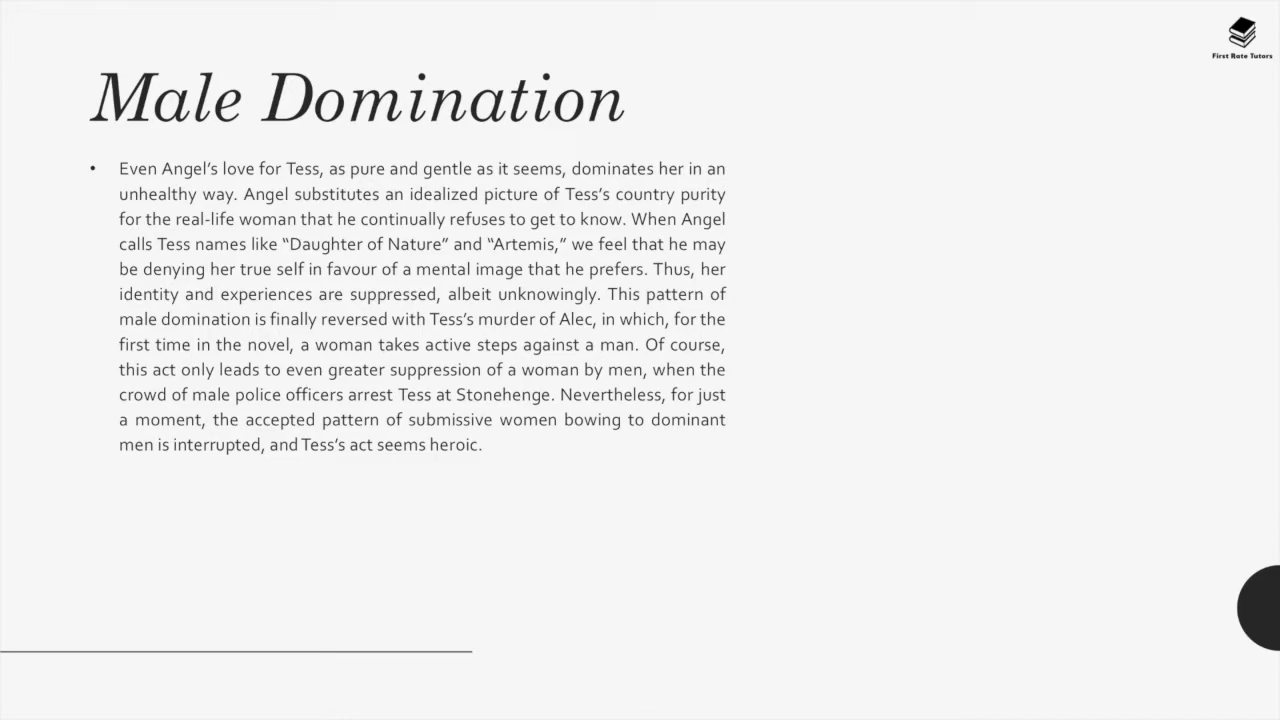 First Rate Tutors
Male Domination
• Even Angel’s love for Tess, as pure and gentle as it seems, dominates her in an
unhealthy way. Angel substitutes an idealized picture of Tess’s country purity
for the real-life woman that he continually refuses to get to know. When Angel
calls Tess names like “Daughter of Nature” and “Artemis,” we feel that he may
be denying her true self in favour of a mental image that he prefers. Thus, her
identity and experiences are suppressed, albeit unknowingly. This pattern of
male domination is finally reversed with Tess’s murder of Alec, in which, for the
first time in the novel, a woman takes active steps against a man. Of course,
this act only leads to even greater suppression of a woman by men, when the
crowd of male police officers arrest Tess at Stonehenge. Nevertheless, for just
a moment, the accepted pattern of submissive women bowing to dominant
men is interrupted, and Tess’s act seems heroic.